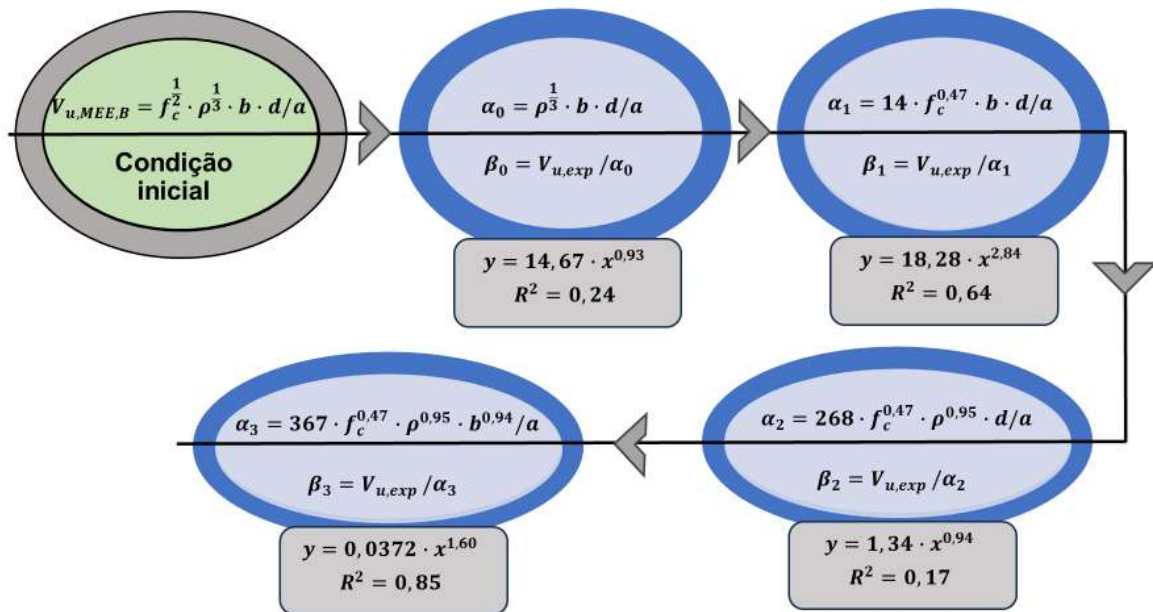 V_{u,MEE,B} = f_c^{\frac{1}{2}} · ρ^{\frac{1}{3}} · b · d/a
Condição
inicial
α_0 = ρ^{\frac{1}{3}} · b · d/a
β_0 = V_{u,exp} /α_0
y = 14,67 · x^{0,93}
R^2 = 0,24
α_1 = 14 · f_c^{0,47} · b · d/a
β_1 = V_{u,exp} /α_1
y = 18,28 · x^{2,84}
R^2 = 0,64
α_2 = 268 · f_c^{0,47} · ρ^{0,95} · d/a
β_2 = V_{u,exp} /α_2
y = 1,34 · x^{0,94}
R^2 = 0,17
α_3 = 367 · f_c^{0,47} · ρ^{0,95} · b^{0,94}/a
β_3 = V_{u,exp} /α_3
y = 0,0372 · x^{1,60}
R^2 = 0,85